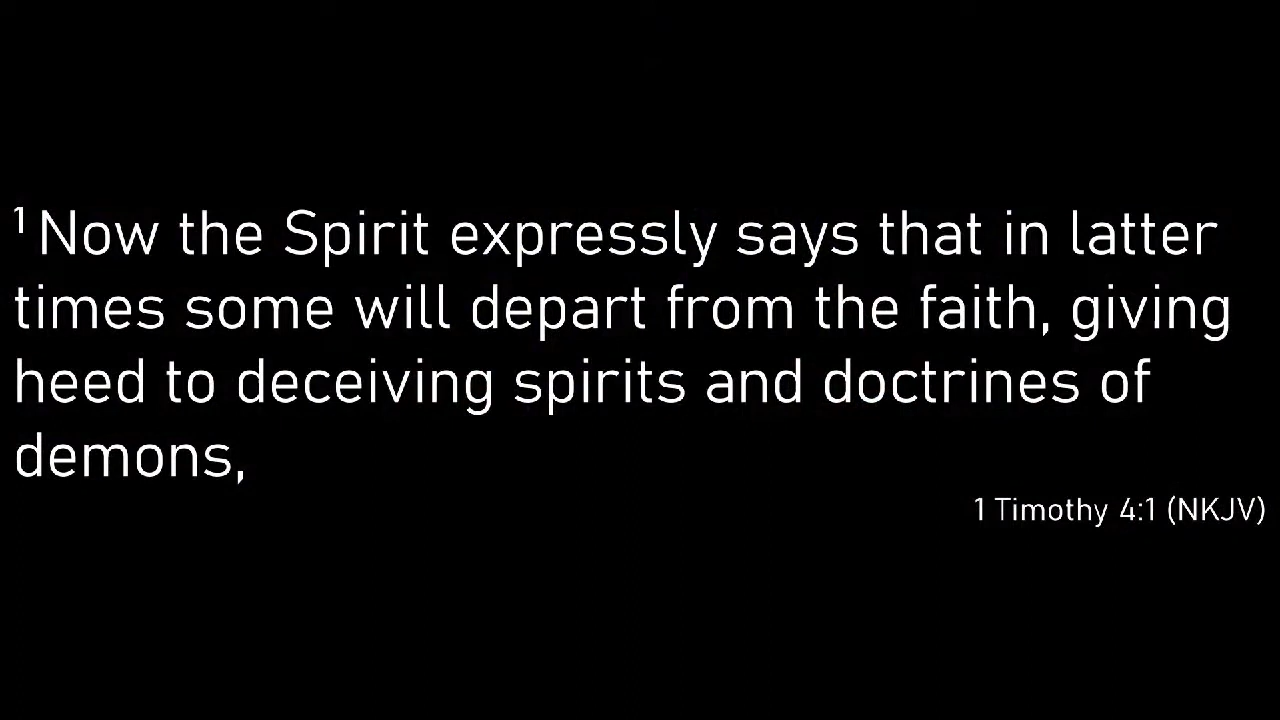 ¹Now the Spirit expressly says that in latter
times some will depart from the faith, giving
heed to deceiving spirits and doctrines of
demons,
1 Timothy 4:1 (NKJV)